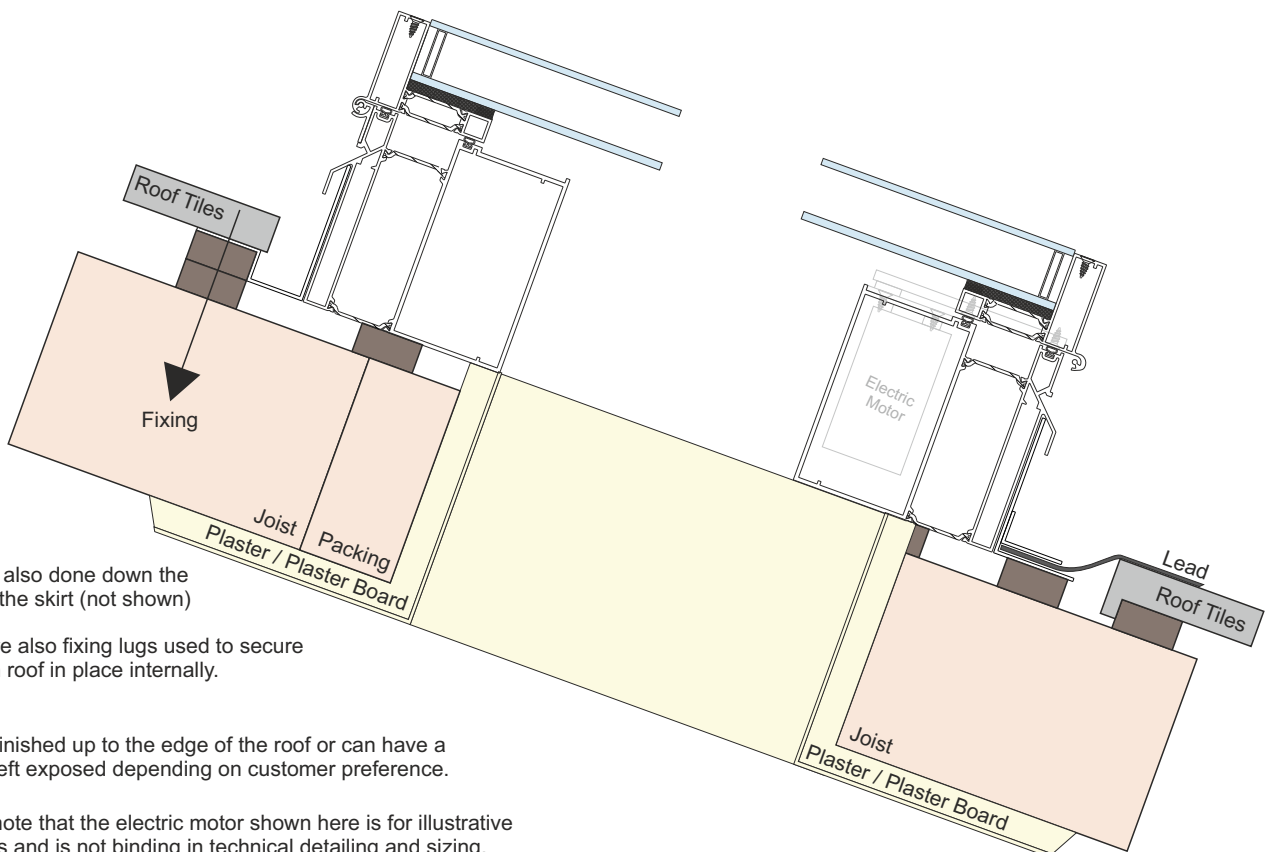 Roof Tiles
Fixing
Joist
Packing
Plaster / Plaster Board
Electric
Motor
Lead
Roof Tiles
Joist
Plaster / Plaster Board
also done down the
the skirt (not shown)
e also fixing lugs used to secure
roof in place internally.
inished up to the edge of the roof or can have a
eft exposed depending on customer preference.
note that the electric motor shown here is for illustrative
s and is not binding in technical detailing and sizing.